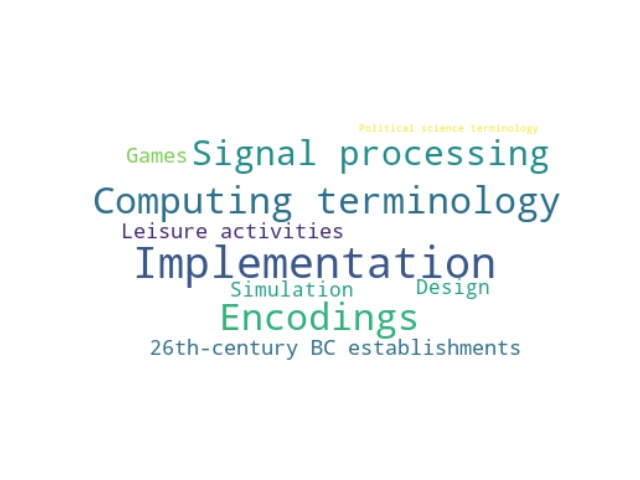 Political science terminology
Games Signal processing
Computing terminology
Leisure activities
Implementation
Simulation Design
Encodings
26th-century BC establishments